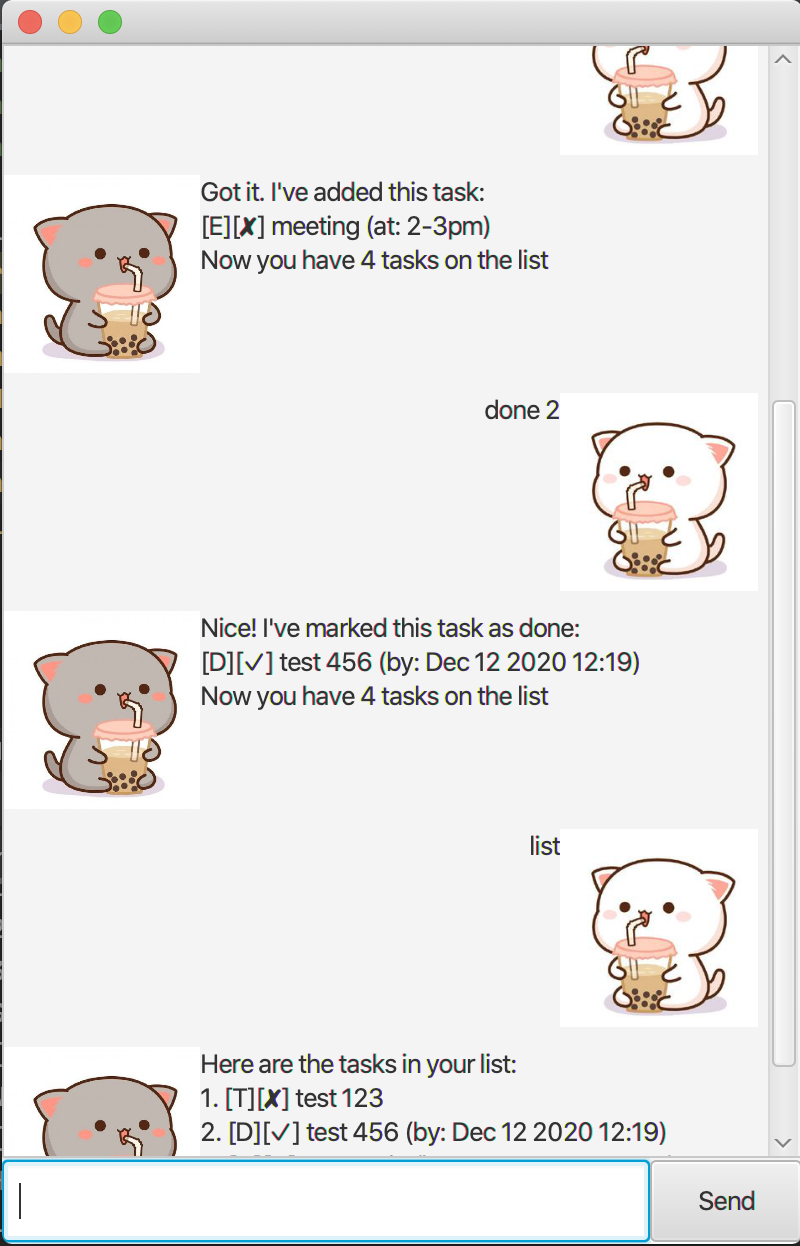 Got it. I've added this task:
[E][✘] meeting (at: 2-3pm)
Now you have 4 tasks on the list
done 2
Nice! I've marked this task as done:
[D][✓] test 456 (by: Dec 12 2020 12:19)
Now you have 4 tasks on the list
list
Here are the tasks in your list:
1. [T][✘] test 123
2. [D][✓] test 456 (by: Dec 12 2020 12:19)
Send